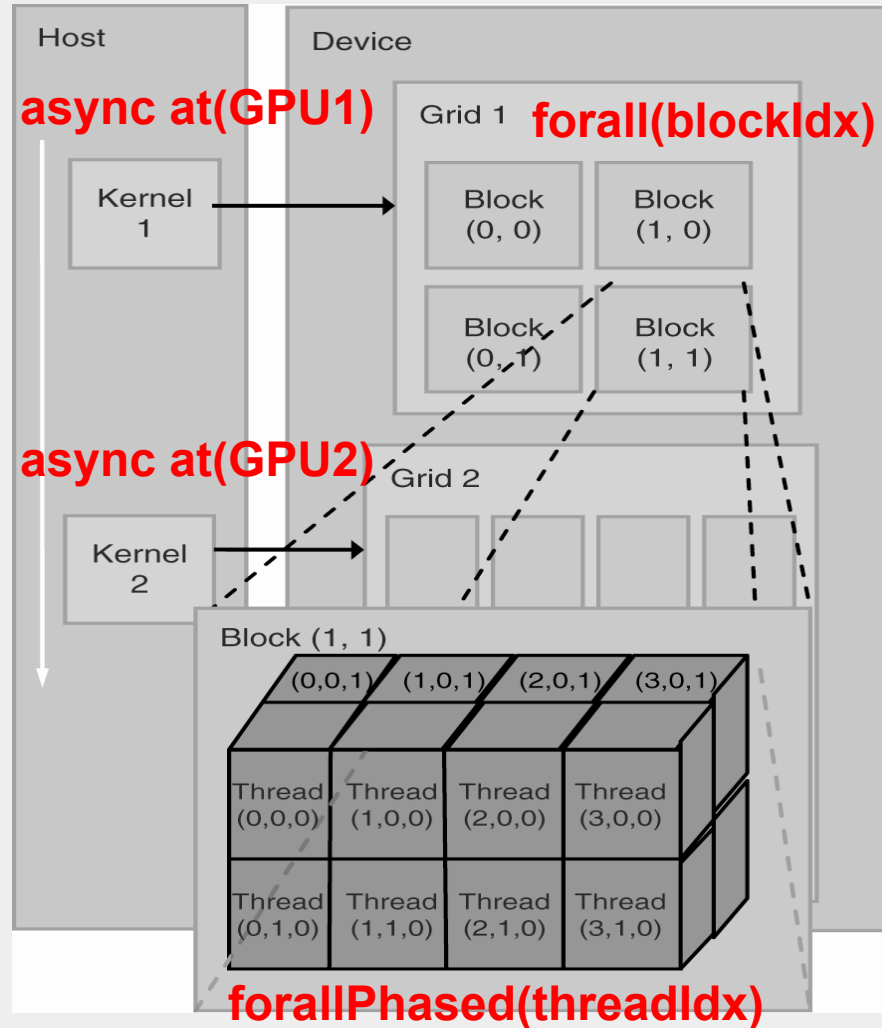 Host
Device
async at(GPU1)
Grid 1
forall(blockIdx)
Kernel
1
Block
(0, 0)
Block
(1, 0)
Block
(0, 1)
Block
(1, 1)
async at(GPU2)
Grid 2
Kernel
2
Block (1, 1)
(0,0,1)
(1,0,1)
(2,0,1)
(3,0,1)
Thread
(0,0,0)
Thread
(1,0,0)
Thread
(2,0,0)
Thread
(3,0,0)
Thread
(0,1,0)
Thread
(1,1,0)
Thread
(2,1,0)
Thread
(3,1,0)
forallPhased(threadIdx)